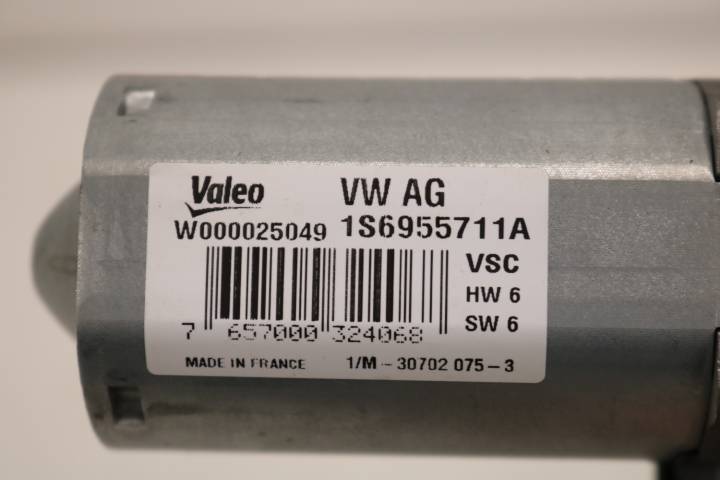 Valeo VW AG
W000025049 1S6955711A
VSC
HW 6
SW 6
7 657000 324068
MADE IN FRANCE 1/M - 30702 075 - 3